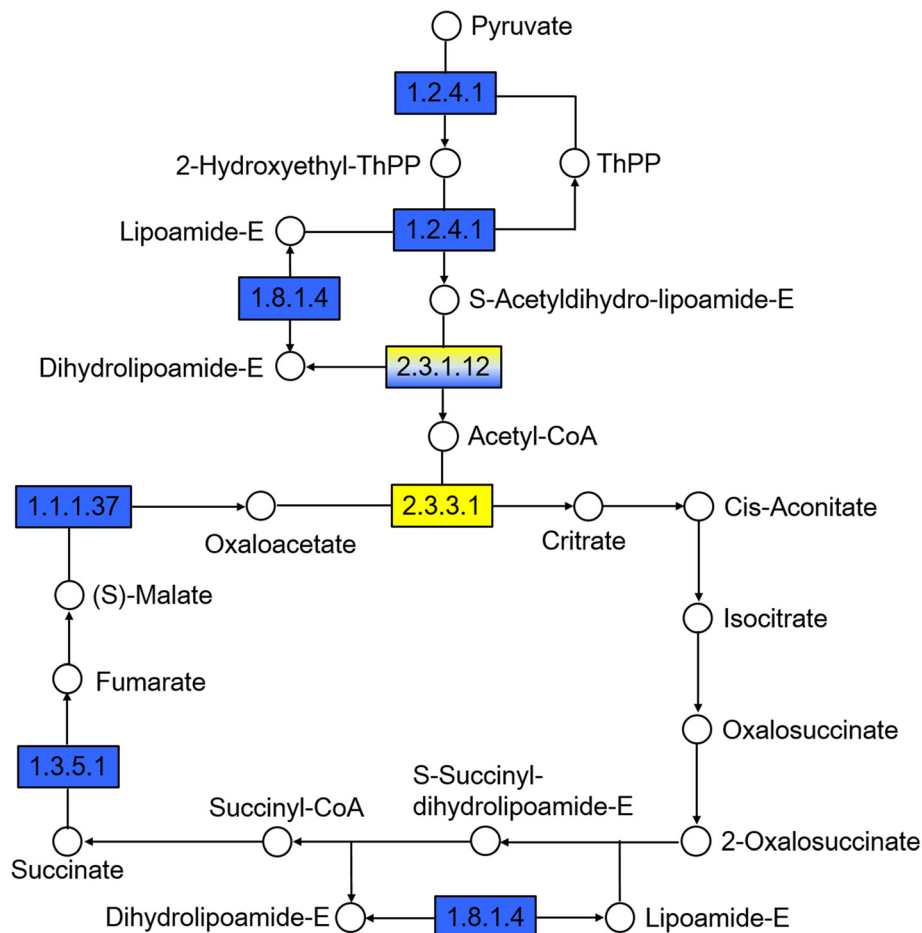 Pyruvate
1.2.4.1
2-Hydroxyethyl-ThPP
ThPP
Lipoamide-E
1.2.4.1
1.8.1.4
S-Acetyldihydro-lipoamide-E
Dihydrolipoamide-E
2.3.1.12
Acetyl-CoA
1.1.1.37
2.3.3.1
Cis-Aconitate
Oxaloacetate
Critrate
(S)-Malate
Isocitrate
Fumarate
Oxalosuccinate
1.3.5.1
S-Succinyl-
dihydrolipoamide-E
Succinyl-CoA
2-Oxalosuccinate
Succinate
Dihydrolipoamide-E
1.8.1.4
Lipoamide-E